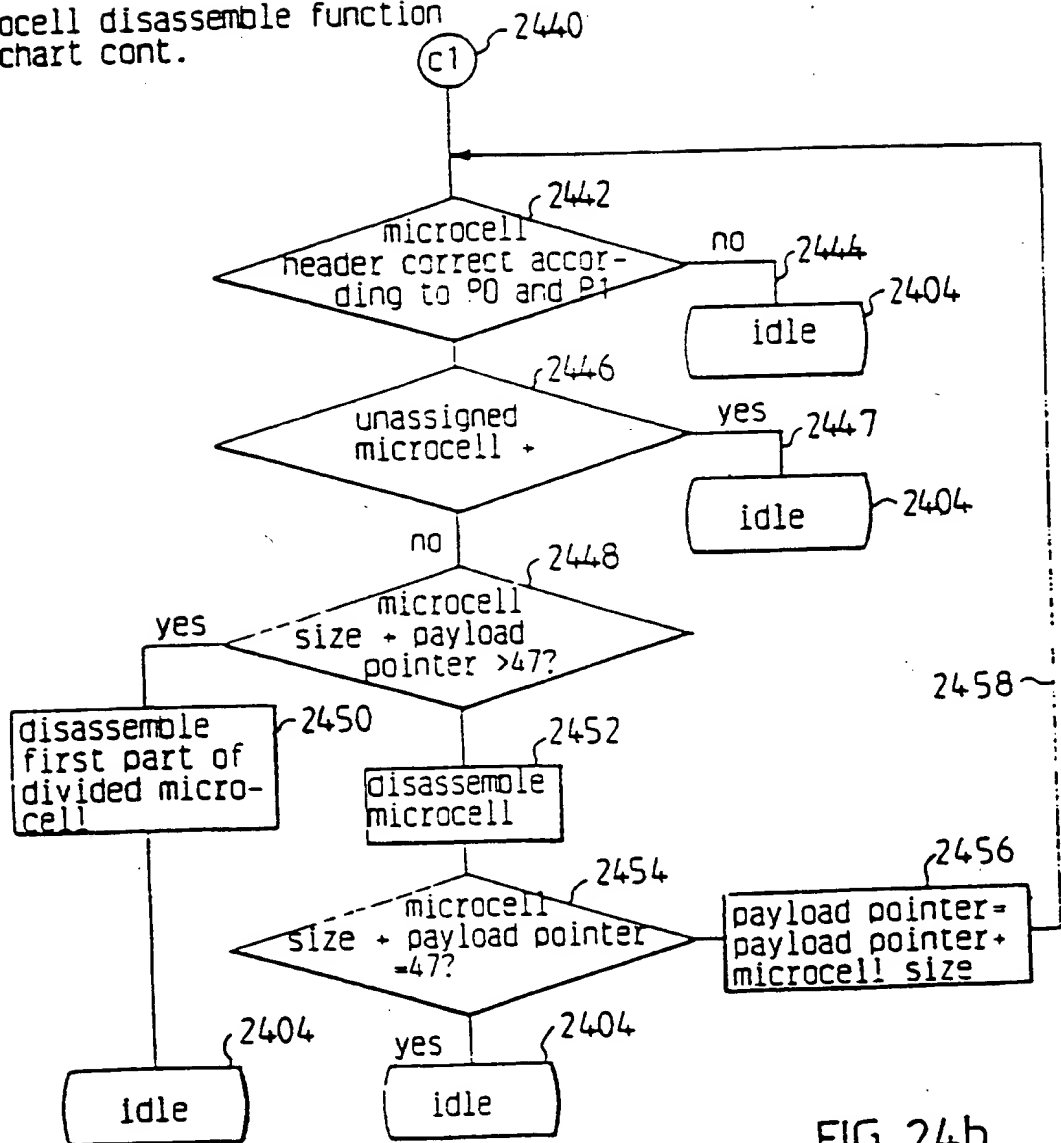 ocell disassemble function
chart cont.
2440
c1
2442
microcell
header correct accor-
ding to P0 and P1
no
2444
2404
idle
2446
unassigned
microcell +
yes
2447
2404
idle
no
2448
microcell
size + payload
pointer >47?
yes
2458
2450
disassemble
first part of
divided micro-
cell
2452
disassemble
microcell
2454
microcell
size + payload pointer
=47?
2456
payload pointer=
payload pointer+
microcell size
2404
idle
yes
2404
idle
FIG. 24b